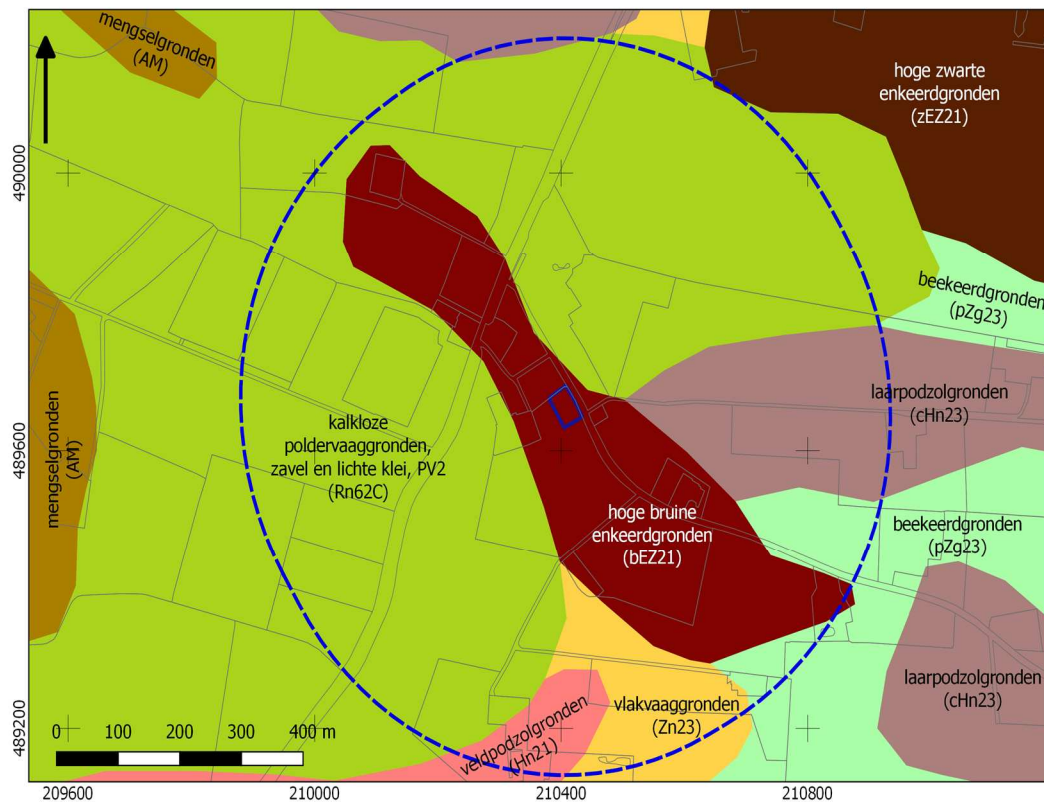 mengselgronden
(AM)
hoge zwarte
enkeerdgronden
(zEZ21)
490000
beekeerdgronden
(pZg23)
laarpodzolgronden
(cHn23)
mengselgronden
(AM)
489600
kalkloze
poldervaaggronden,
zavel en lichte klei, PV2
(Rn62C)
hoge bruine
enkeerdgronden
(bEZ21)
beekeerdgronden
(pZg23)
laarpodzolgronden
(cHn23)
vlakvaaggronden
(Zn23)
veldpodzolgronden
(Hn21)
489200
0 100 200 300 400 m
209600 210000 210400 210800